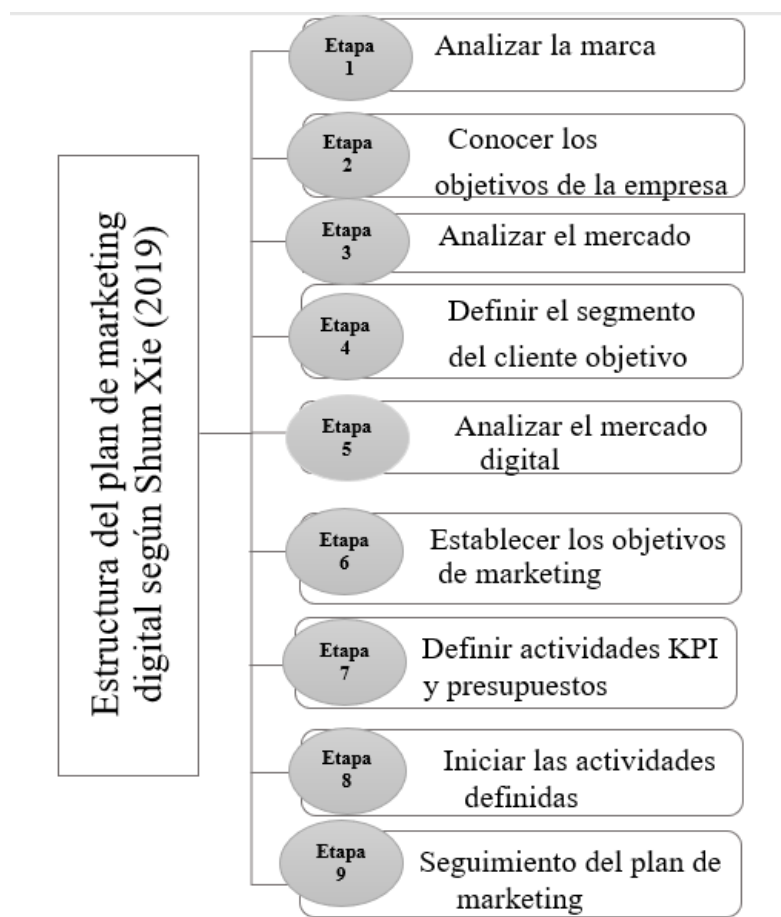 Estructura del plan de marketing
digital según Shum Xie (2019)
Etapa
1
Analizar la marca
Etapa
2
Conocer los
objetivos de la empresa
Etapa
3
Analizar el mercado
Etapa
4
Definir el segmento
del cliente objetivo
Etapa
5
Analizar el mercado
digital
Etapa
6
Establecer los objetivos
de marketing
Etapa
7
Definir actividades KPI
y presupuestos
Etapa
8
Iniciar las actividades
definidas
Etapa
9
Seguimiento del plan de
marketing